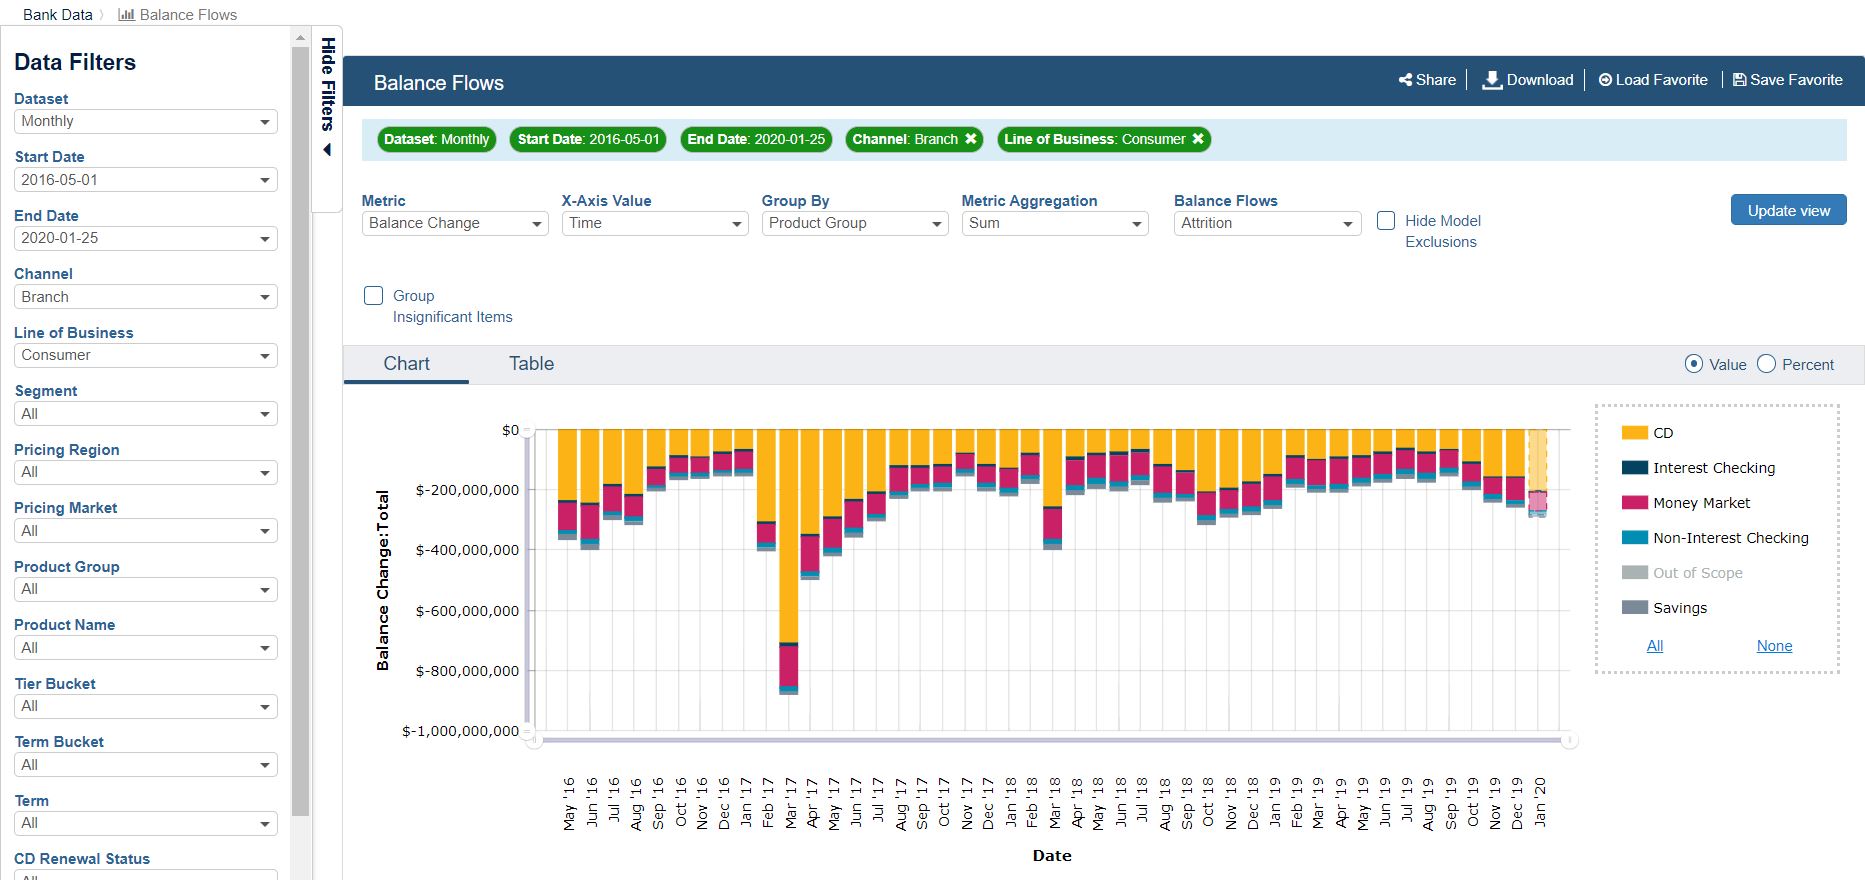 Bank Data 〉 Balance Flows
Hide Filters
Data Filters
Dataset
Monthly
Start Date
2016-05-01
End Date
2020-01-25
Channel
Branch
Line of Business
Consumer
Segment
All
Pricing Region
All
Pricing Market
All
Product Group
All
Product Name
All
Tier Bucket
All
Term Bucket
All
Term
All
CD Renewal Status
All
Balance Flows
Share Download Load Favorite Save Favorite
Dataset: Monthly Start Date: 2016-05-01 End Date: 2020-01-25 Channel: Branch ✖ Line of Business: Consumer ✖
Metric X-Axis Value Group By Metric Aggregation Balance Flows
Balance Change Time Product Group Sum Attrition
Hide Model
Exclusions
Update view
Group
Insignificant Items
Chart Table Value Percent
Balance Change:Total
$0
$-200,000,000
$-400,000,000
$-600,000,000
$-800,000,000
$-1,000,000,000
May '16
Jun '16
Jul '16
Aug '16
Sep '16
Oct '16
Nov '16
Dec '16
Jan '17
Feb '17
Mar '17
Apr '17
May '17
Jun '17
Jul '17
Aug '17
Sep '17
Oct '17
Nov '17
Dec '17
Jan '18
Feb '18
Mar '18
Apr '18
May '18
Jun '18
Jul '18
Aug '18
Sep '18
Oct '18
Nov '18
Dec '18
Jan '19
Feb '19
Mar '19
Apr '19
May '19
Jun '19
Jul '19
Aug '19
Sep '19
Oct '19
Nov '19
Dec '19
Jan '20
Date
CD
Interest Checking
Money Market
Non-Interest Checking
Out of Scope
Savings
All None